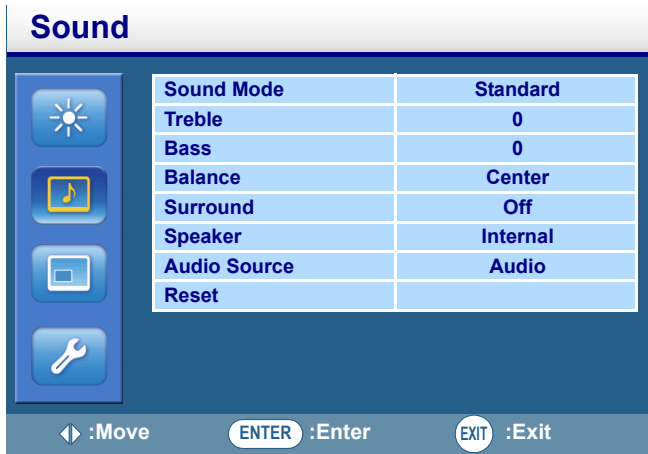 Sound
Sound Mode Standard
Treble 0
Bass 0
Balance Center
Surround Off
Speaker Internal
Audio Source Audio
Reset
:Move ENTER :Enter EXIT :Exit